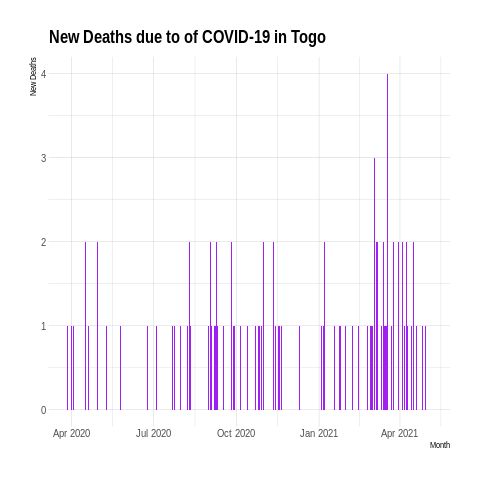 New Deaths due to of COVID-19 in Togo
New Deaths
4
3
2
1
0
Apr 2020 Jul 2020 Oct 2020 Jan 2021 Apr 2021
Month